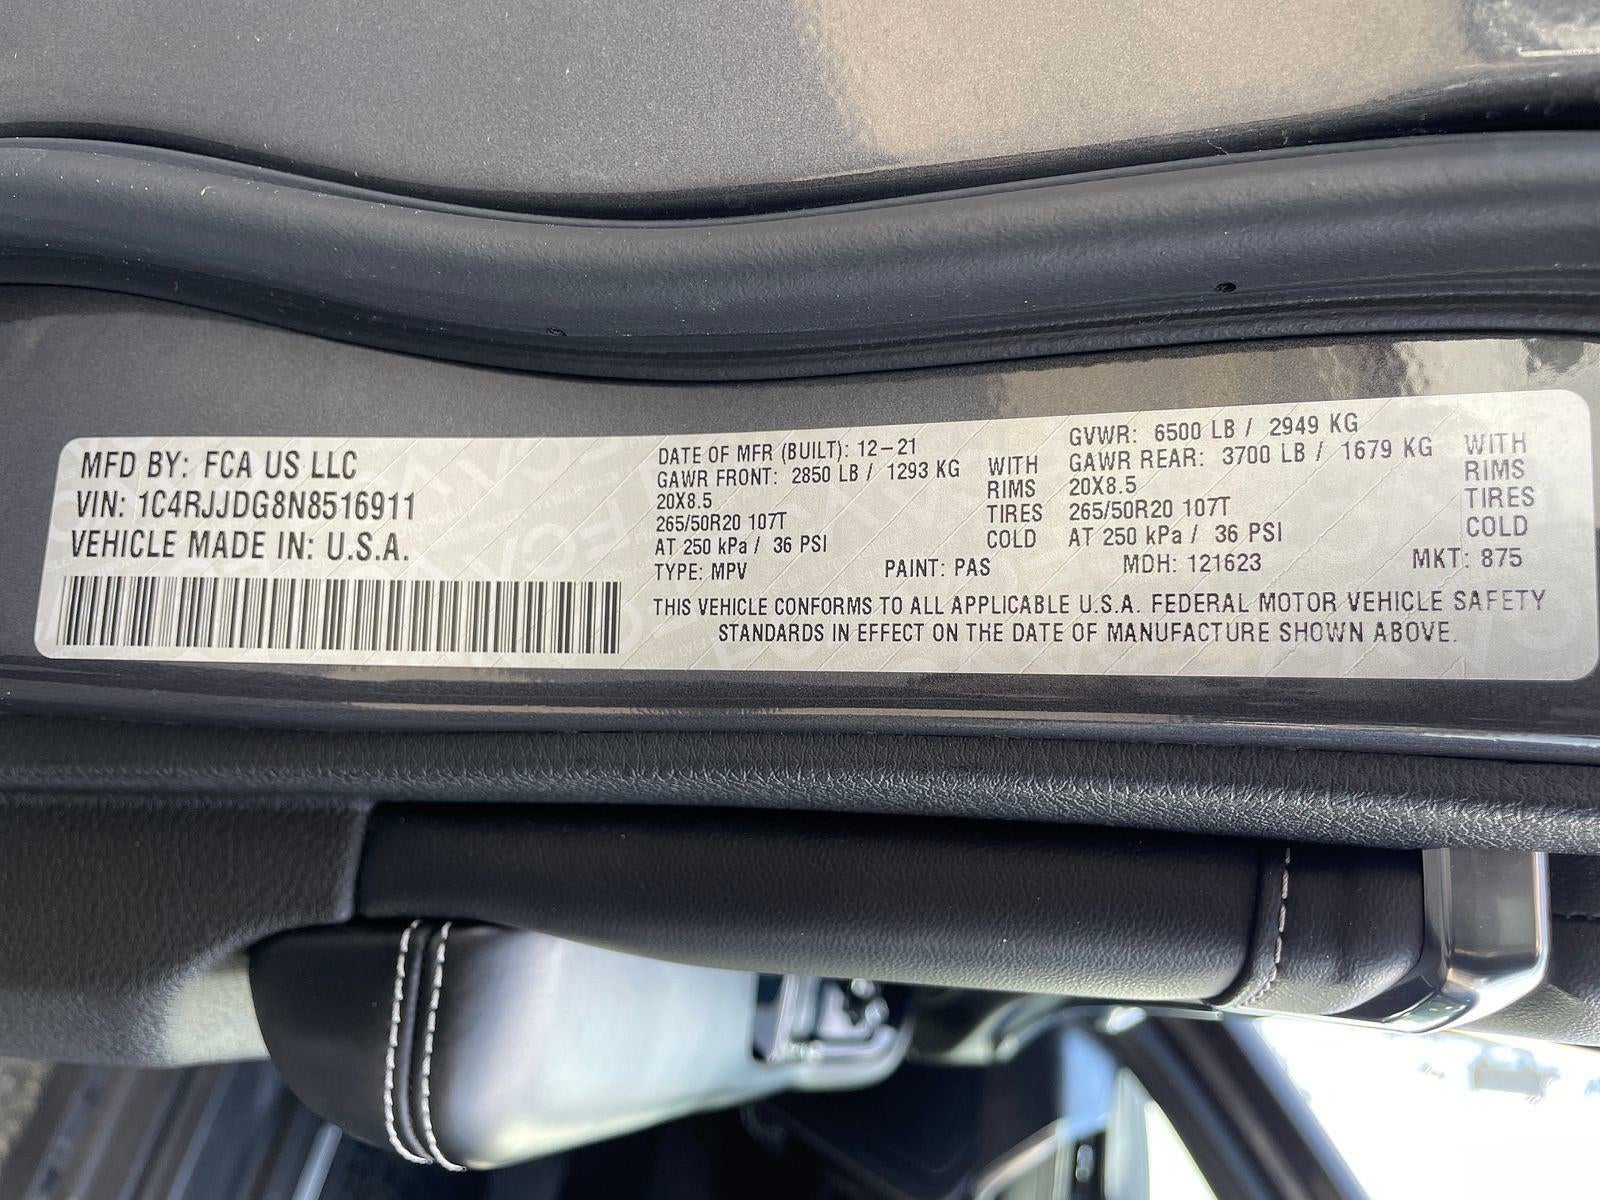 MFD BY: FCA US LLC
VIN: 1C4RJJDG8N8516911
VEHICLE MADE IN: U.S.A.
DATE OF MFR (BUILT): 12-21
GAWR FRONT: 2850 LB / 1293 KG
20X8.5
265/50R20 107T
AT 250 kPa / 36 PSI
WITH
RIMS
TIRES
COLD
GVWR: 6500 LB / 2949 KG
GAWR REAR: 3700 LB / 1679 KG
20X8.5
265/50R20 107T
AT 250 kPa / 36 PSI
WITH
RIMS
TIRES
COLD
TYPE: MPV PAINT: PAS MDH: 121623 MKT: 875
THIS VEHICLE CONFORMS TO ALL APPLICABLE U.S.A. FEDERAL MOTOR VEHICLE SAFETY
STANDARDS IN EFFECT ON THE DATE OF MANUFACTURE SHOWN ABOVE.